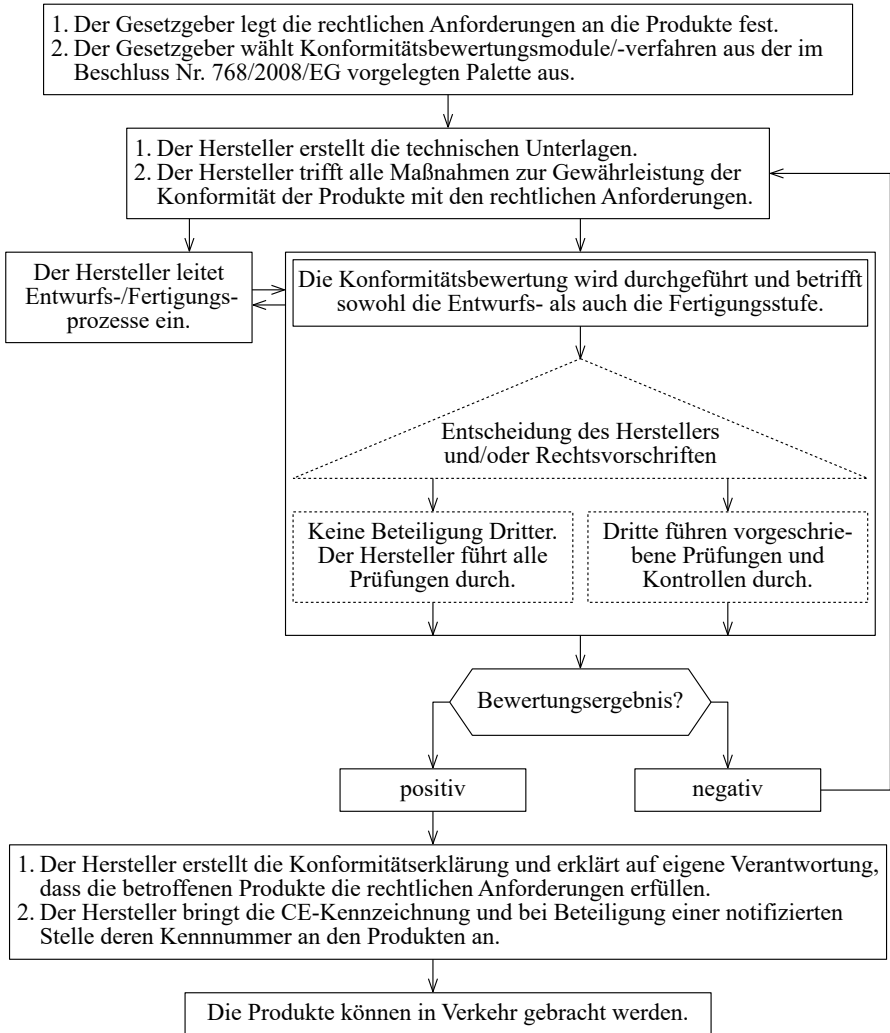 1. Der Gesetzgeber legt die rechtlichen Anforderungen an die Produkte fest.
2. Der Gesetzgeber wählt Konformitätsbewertungsmodule/-verfahren aus der im
Beschluss Nr. 768/2008/EG vorgelegten Palette aus.
1. Der Hersteller erstellt die technischen Unterlagen.
2. Der Hersteller trifft alle Maßnahmen zur Gewährleistung der
Konformität der Produkte mit den rechtlichen Anforderungen.
Der Hersteller leitet
Entwurfs-/Fertigungs-
prozesse ein.
Die Konformitätsbewertung wird durchgeführt und betrifft
sowohl die Entwurfs- als auch die Fertigungsstufe.
Entscheidung des Herstellers
und/oder Rechtsvorschriften
Keine Beteiligung Dritter.
Der Hersteller führt alle
Prüfungen durch.
Dritte führen vorgeschrie-
bene Prüfungen und
Kontrollen durch.
Bewertungsergebnis?
positiv
negativ
1. Der Hersteller erstellt die Konformitätserklärung und erklärt auf eigene Verantwortung,
dass die betroffenen Produkte die rechtlichen Anforderungen erfüllen.
2. Der Hersteller bringt die CE-Kennzeichnung und bei Beteiligung einer notifizierten
Stelle deren Kennnummer an den Produkten an.
Die Produkte können in Verkehr gebracht werden.